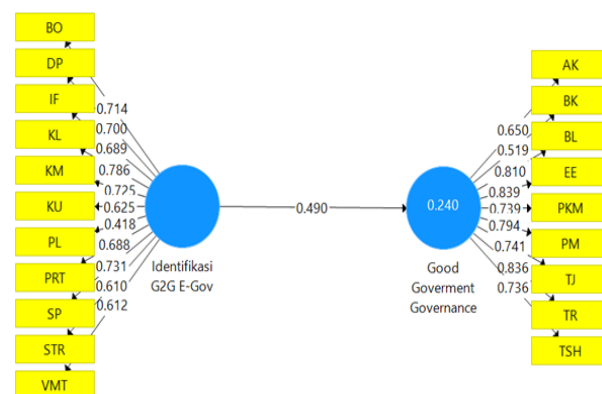 BO
DP
IF
KL
KM
KU
PL
PRT
SP
STR
VMT
0.714
0.700
0.689
0.786
0.725
0.625
0.418
0.688
0.731
0.610
0.612
Identifikasi
G2G E-Gov
0.490
0.240
Good
Goverment
Governance
0.650
0.519
0.810
0.839
0.739
0.794
0.741
0.836
0.736
AK
BK
BL
EE
PKM
PM
TJ
TR
TSH